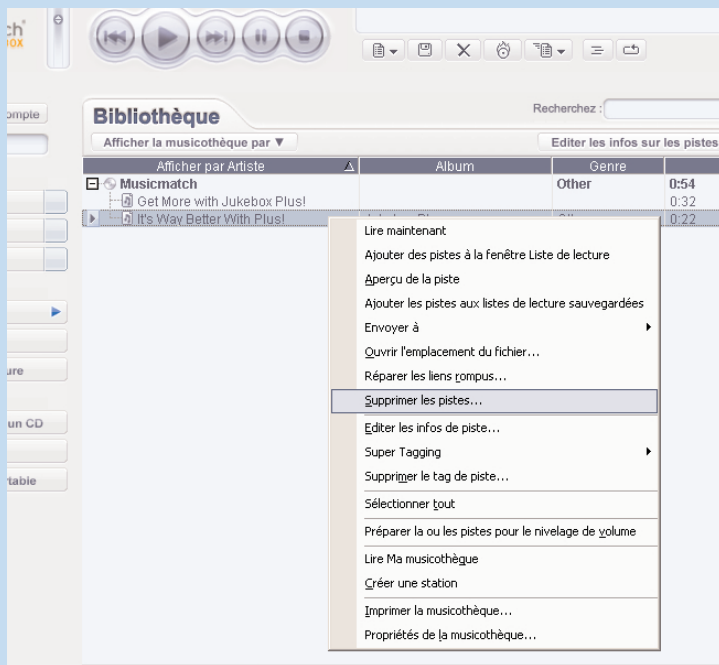 ch
BOX
ompte
Bibliothèque
Recherchez :
Afficher la musicothèque par ▼
Editer les infos sur les pistes
Afficher par Artiste
Album
Genre
Musicmatch
Other
0:54
Get More with Jukebox Plus!
0:32
It's Way Better With Plus!
0:22
Lire maintenant
Ajouter des pistes à la fenêtre Liste de lecture
Aperçu de la piste
Ajouter les pistes aux listes de lecture sauvegardées
Envoyer à
Ouvrir l'emplacement du fichier...
ure
Réparer les liens rompus...
Supprimer les pistes...
un CD
Editer les infos de piste...
Super Tagging
rtable
Supprimer le tag de piste...
Sélectionner tout
Préparer la ou les pistes pour le nivelage de volume
Lire Ma musicothègue
Créer une station
Imprimer la musicothèque...
Propriétés de la musicothèque...